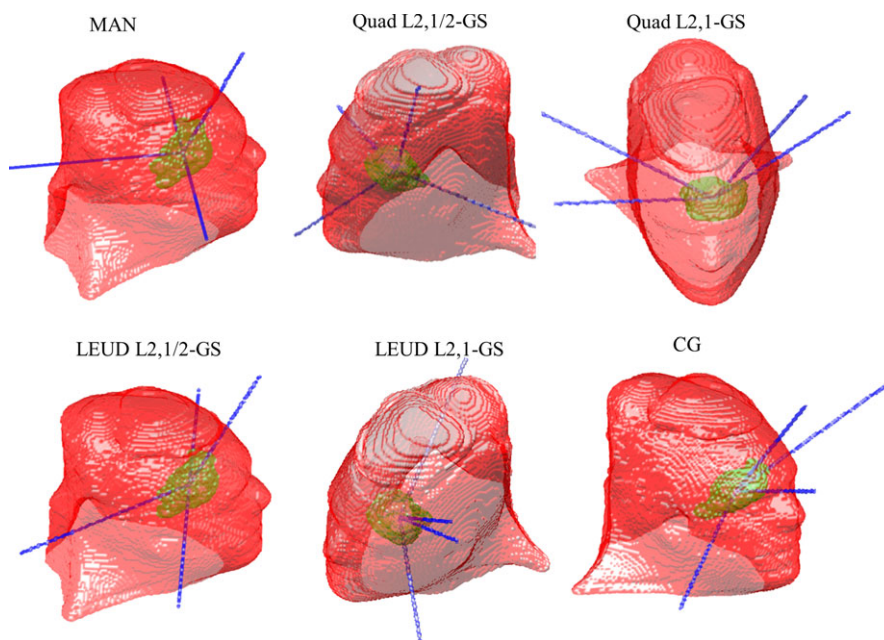 MAN
Quad L2,1/2-GS
Quad L2,1-GS
LEUD L2,1/2-GS
LEUD L2,1-GS
CG